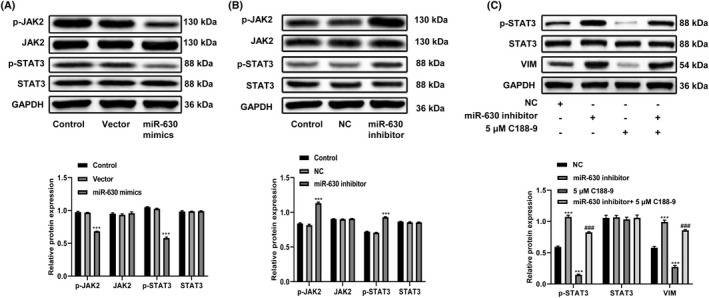 (A)
p-JAK2 130 kDa
JAK2 130 kDa
p-STAT3 88 kDa
STAT3 88 kDa
GAPDH 36 kDa
Control Vector miR-630 mimics
Relative protein expression
1.5
1.0
0.5
0.0
Control
Vector
miR-630 mimics
***
***
p-JAK2 JAK2 p-STAT3 STAT3
(B)
p-JAK2 130 kDa
JAK2 130 kDa
p-STAT3 88 kDa
STAT3 88 kDa
GAPDH 36 kDa
Control NC miR-630 inhibitor
Relative protein expression
1.5
1.0
0.5
0.0
Control
NC
miR-630 inhibitor
***
***
p-JAK2 JAK2 p-STAT3 STAT3
(C)
p-STAT3 88 kDa
STAT3 88 kDa
VIM 54 kDa
GAPDH 36 kDa
NC + - - -
miR-630 inhibitor - + - +
5 μM C188-9 - - + +
NC
miR-630 inhibitor
5 μM C188-9
miR-630 inhibitor+ 5 μM C188-9
Relative protein expression
1.5
1.0
0.5
0.0
***
***
###
***
***
###
p-STAT3 STAT3 VIM